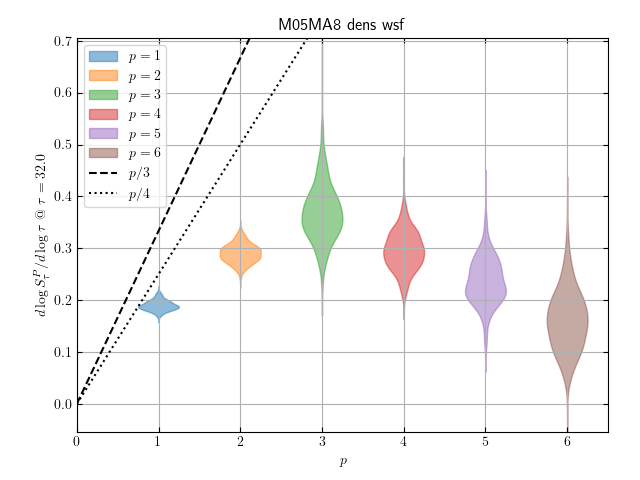 M05MA8 dens wsf
d log S_τ^P / d log τ @ τ = 32.0
0.7
0.6
0.5
0.4
0.3
0.2
0.1
0.0
p = 1
p = 2
p = 3
p = 4
p = 5
p = 6
p/3
p/4
0 1 2 3 4 5 6
p